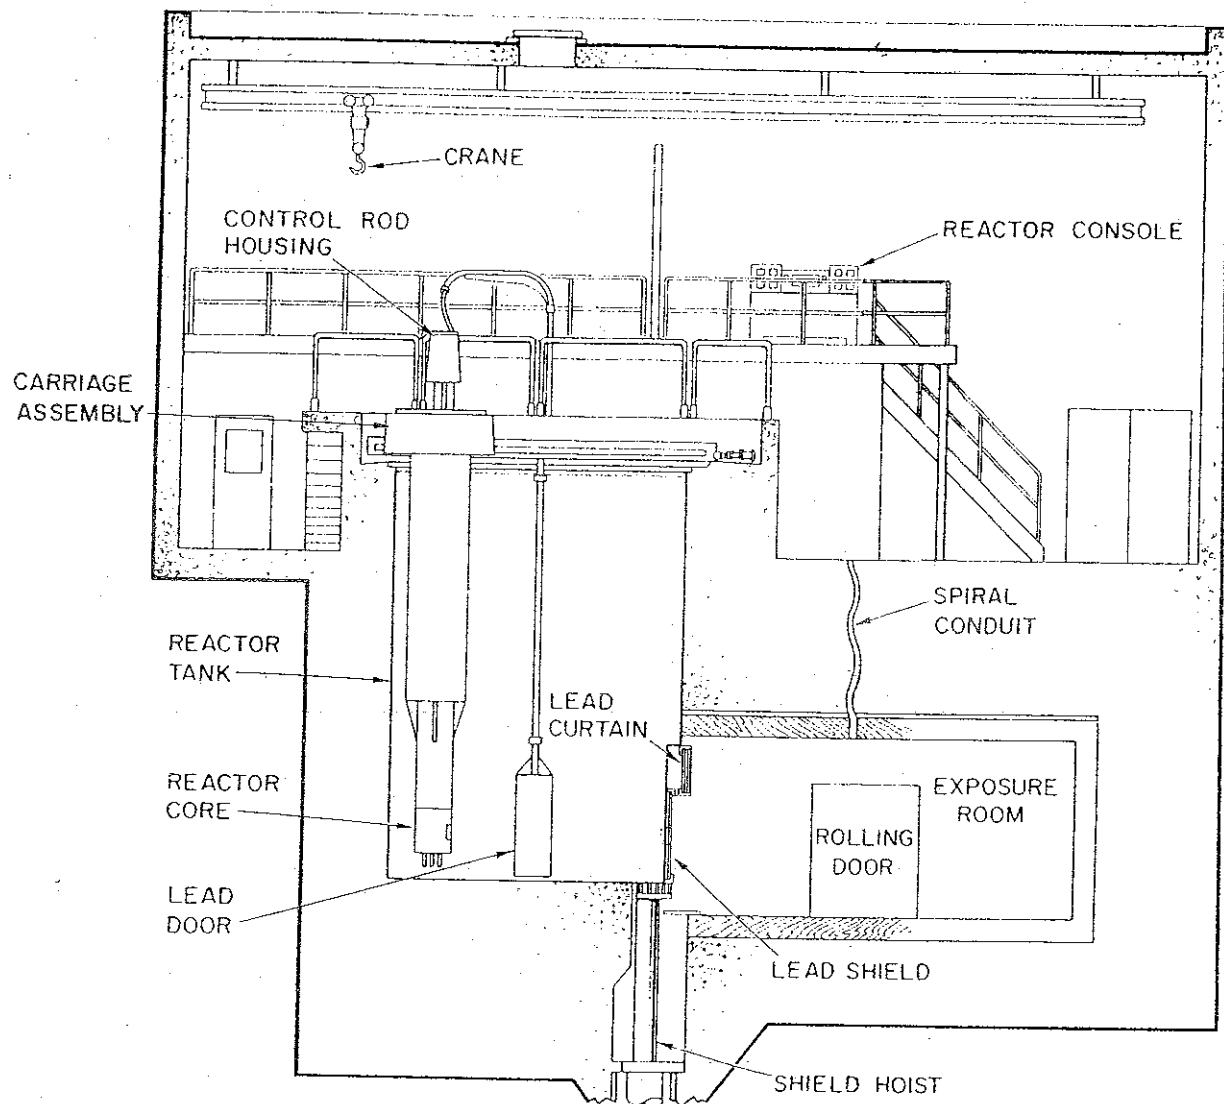 CRANE
CONTROL ROD
HOUSING
REACTOR CONSOLE
CARRIAGE
ASSEMBLY
SPIRAL
CONDUIT
REACTOR
TANK
LEAD
CURTAIN
REACTOR
CORE
EXPOSURE
ROOM
ROLLING
DOOR
LEAD
DOOR
LEAD SHIELD
SHIELD HOIST